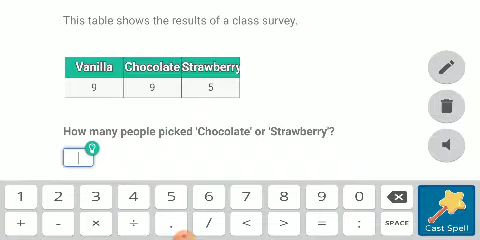 This table shows the results of a class survey.
Vanilla Chocolate Strawberry
9 9 5
How many people picked 'Chocolate' or 'Strawberry'?
1 2 3 4 5 6 7 8 9 0
+ - × ÷ . / < > = : SPACE
Cast Spell